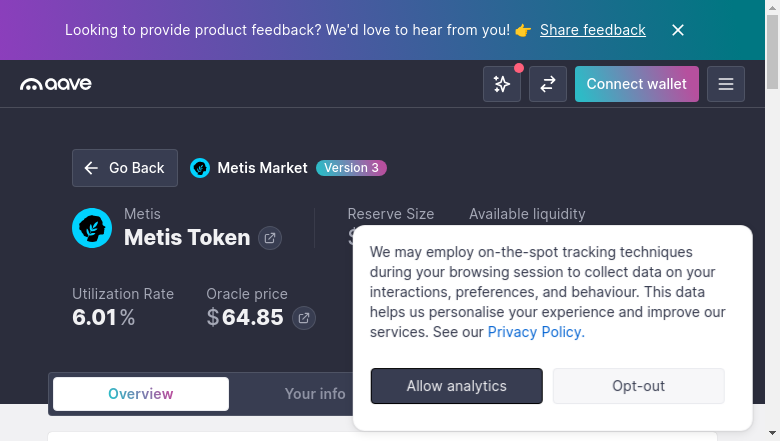 Looking to provide product feedback? We'd love to hear from you! 👉 Share feedback
aave
Connect wallet
Go Back
Metis Market
Version 3
Metis
Metis Token
Reserve Size
Available liquidity
$
Utilization Rate
6.01%
Oracle price
$64.85
We may employ on-the-spot tracking techniques
during your browsing session to collect data on your
interactions, preferences, and behaviour. This data
helps us personalise your experience and improve our
services. See our Privacy Policy.
Allow analytics
Opt-out
Overview
Your info